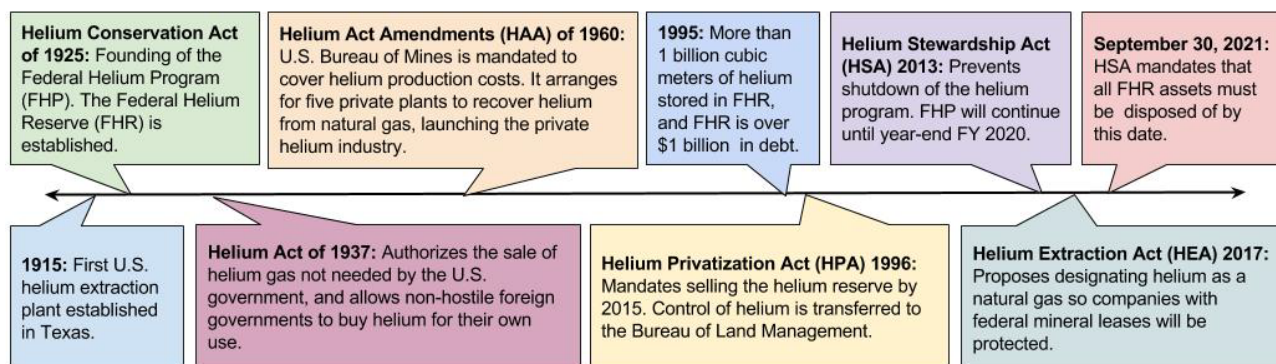 Helium Conservation Act
of 1925: Founding of the
Federal Helium Program
(FHP). The Federal Helium
Reserve (FHR) is
established.
Helium Act Amendments (HAA) of 1960:
U.S. Bureau of Mines is mandated to
cover helium production costs. It arranges
for five private plants to recover helium
from natural gas, launching the private
helium industry.
1995: More than
1 billion cubic
meters of helium
stored in FHR,
and FHR is over
$1 billion in debt.
Helium Stewardship Act
(HSA) 2013: Prevents
shutdown of the helium
program. FHP will continue
until year-end FY 2020.
September 30, 2021:
HSA mandates that
all FHR assets must
be disposed of by
this date.
1915: First U.S.
helium extraction
plant established
in Texas.
Helium Act of 1937: Authorizes the sale of
helium gas not needed by the U.S.
government, and allows non-hostile foreign
governments to buy helium for their own
use.
Helium Privatization Act (HPA) 1996:
Mandates selling the helium reserve by
2015. Control of helium is transferred to
the Bureau of Land Management.
Helium Extraction Act (HEA) 2017:
Proposes designating helium as a
natural gas so companies with
federal mineral leases will be
protected.